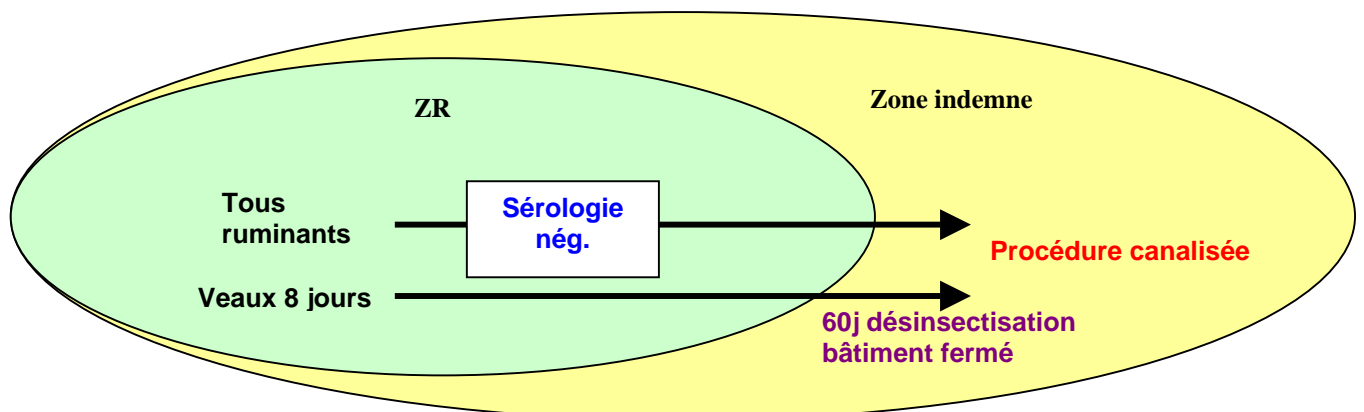 ZR
Zone indemne
Tous
ruminants
Sérologie
nég.
Procédure canalisée
Veaux 8 jours
60j désinsectisation
bâtiment fermé